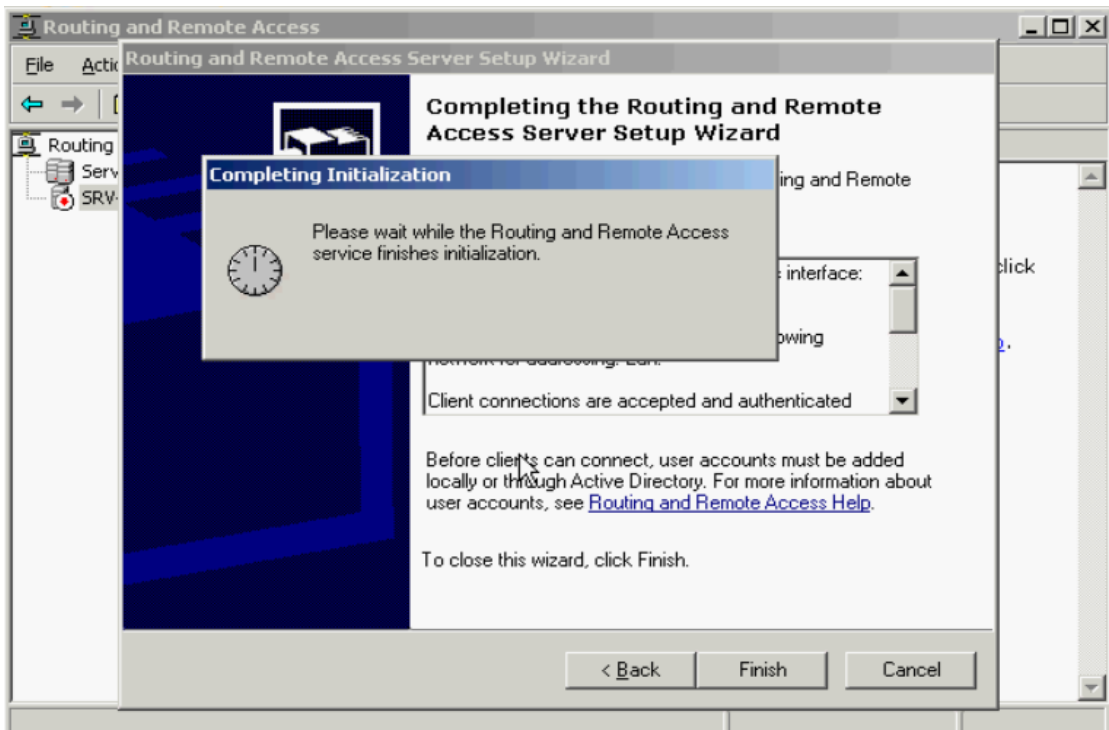 Routing and Remote Access
Routing and Remote Access Server Setup Wizard
File
Completing the Routing and Remote
Access Server Setup Wizard
Routing
Completing Initialization
ing and Remote
SRV-
Please wait while the Routing and Remote Access
service finishes initialization.
interface:
click
owing
network for addressing: Lan.
Client connections are accepted and authenticated
Before clients can connect, user accounts must be added
locally or through Active Directory. For more information about
user accounts, see Routing and Remote Access Help.
To close this wizard, click Finish.
< Back
Finish
Cancel